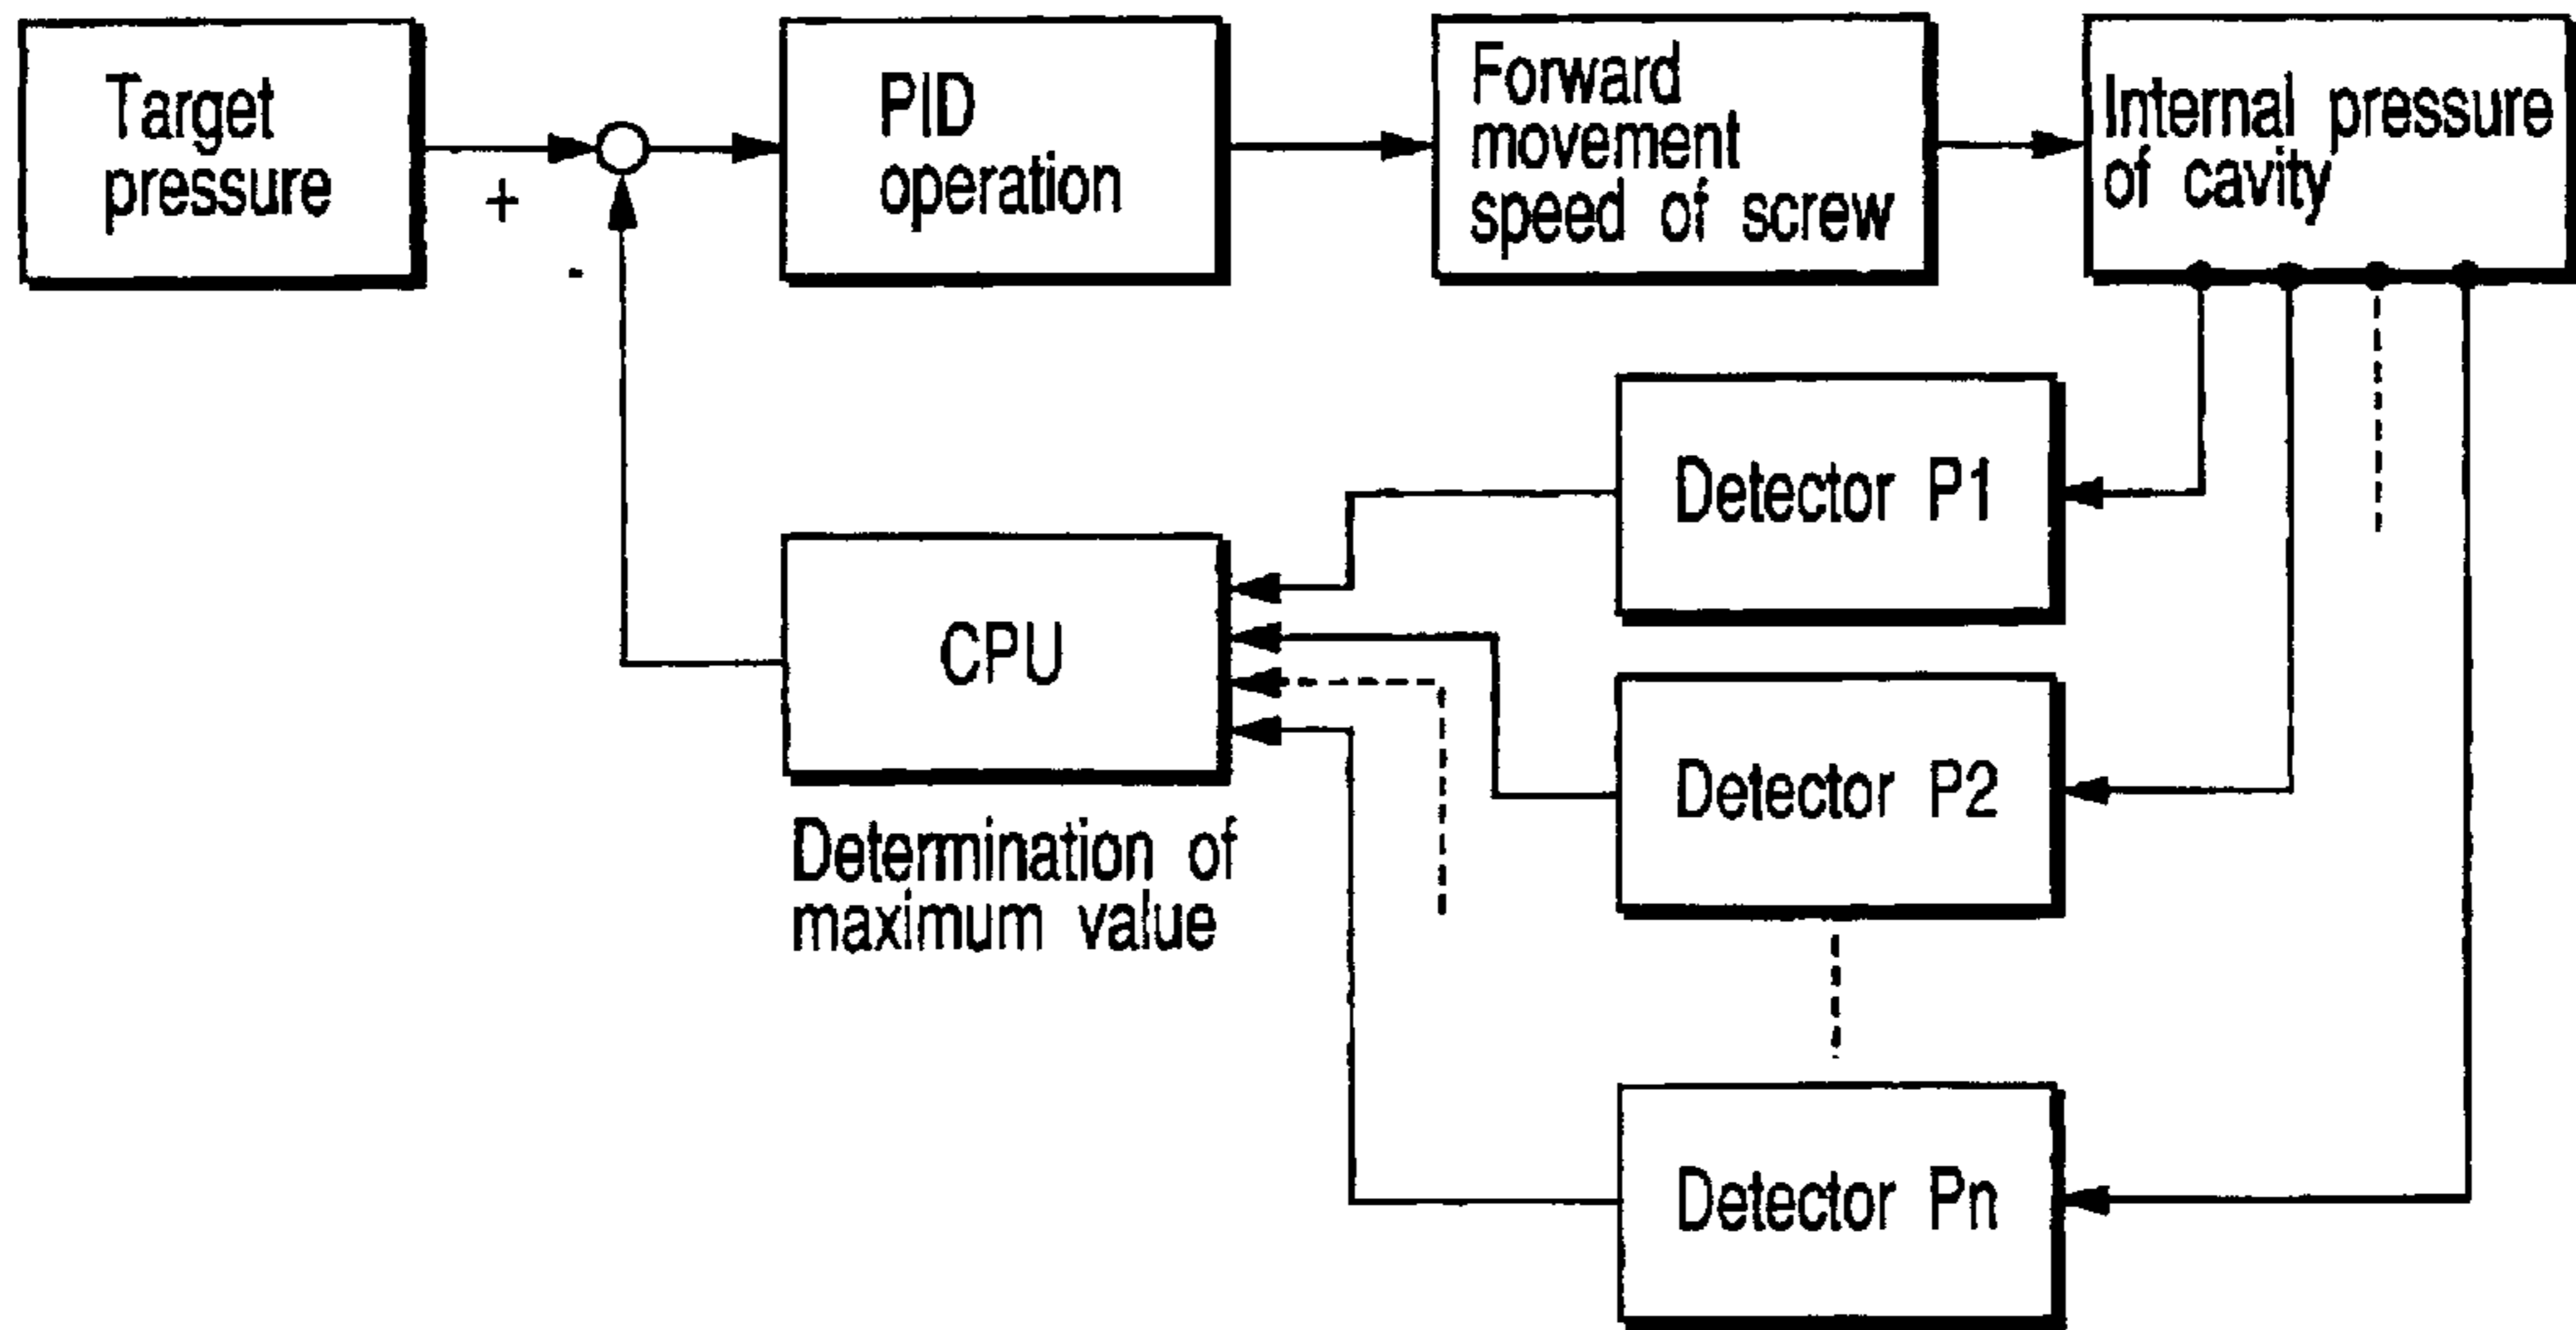 Target
pressure
+
-
PID
operation
Forward
movement
speed of screw
Internal pressure
of cavity
Detector P1
CPU
Determination of
maximum value
Detector P2
Detector Pn